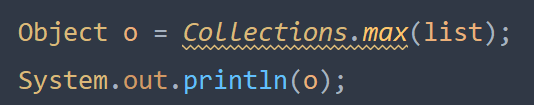 Object o = Collections.max(list);
System.out.println(o);